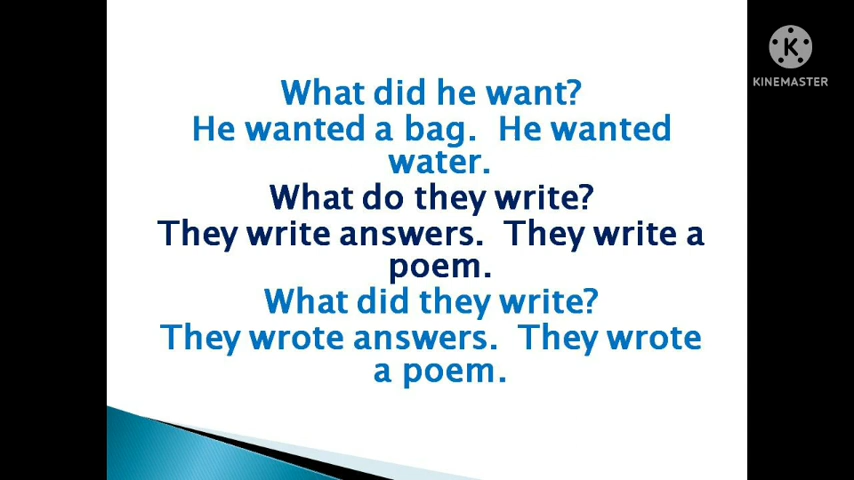 What did he want?
He wanted a bag.  He wanted
water.
What do they write?
They write answers.  They write a
poem.
What did they write?
They wrote answers.  They wrote
a poem.
K
KINEMASTER